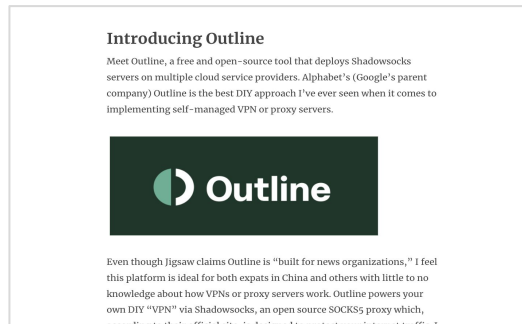 Introducing Outline
Meet Outline, a free and open-source tool that deploys Shadowsocks
servers on multiple cloud service providers. Alphabet's (Google's parent
company) Outline is the best DIY approach I've ever seen when it comes to
implementing self-managed VPN or proxy servers.
Outline
Even though Jigsaw claims Outline is "built for news organizations," I feel
this platform is ideal for both expats in China and others with little to no
knowledge about how VPNs or proxy servers work. Outline powers your
own DIY "VPN" via Shadowsocks, an open source SOCKS5 proxy which,